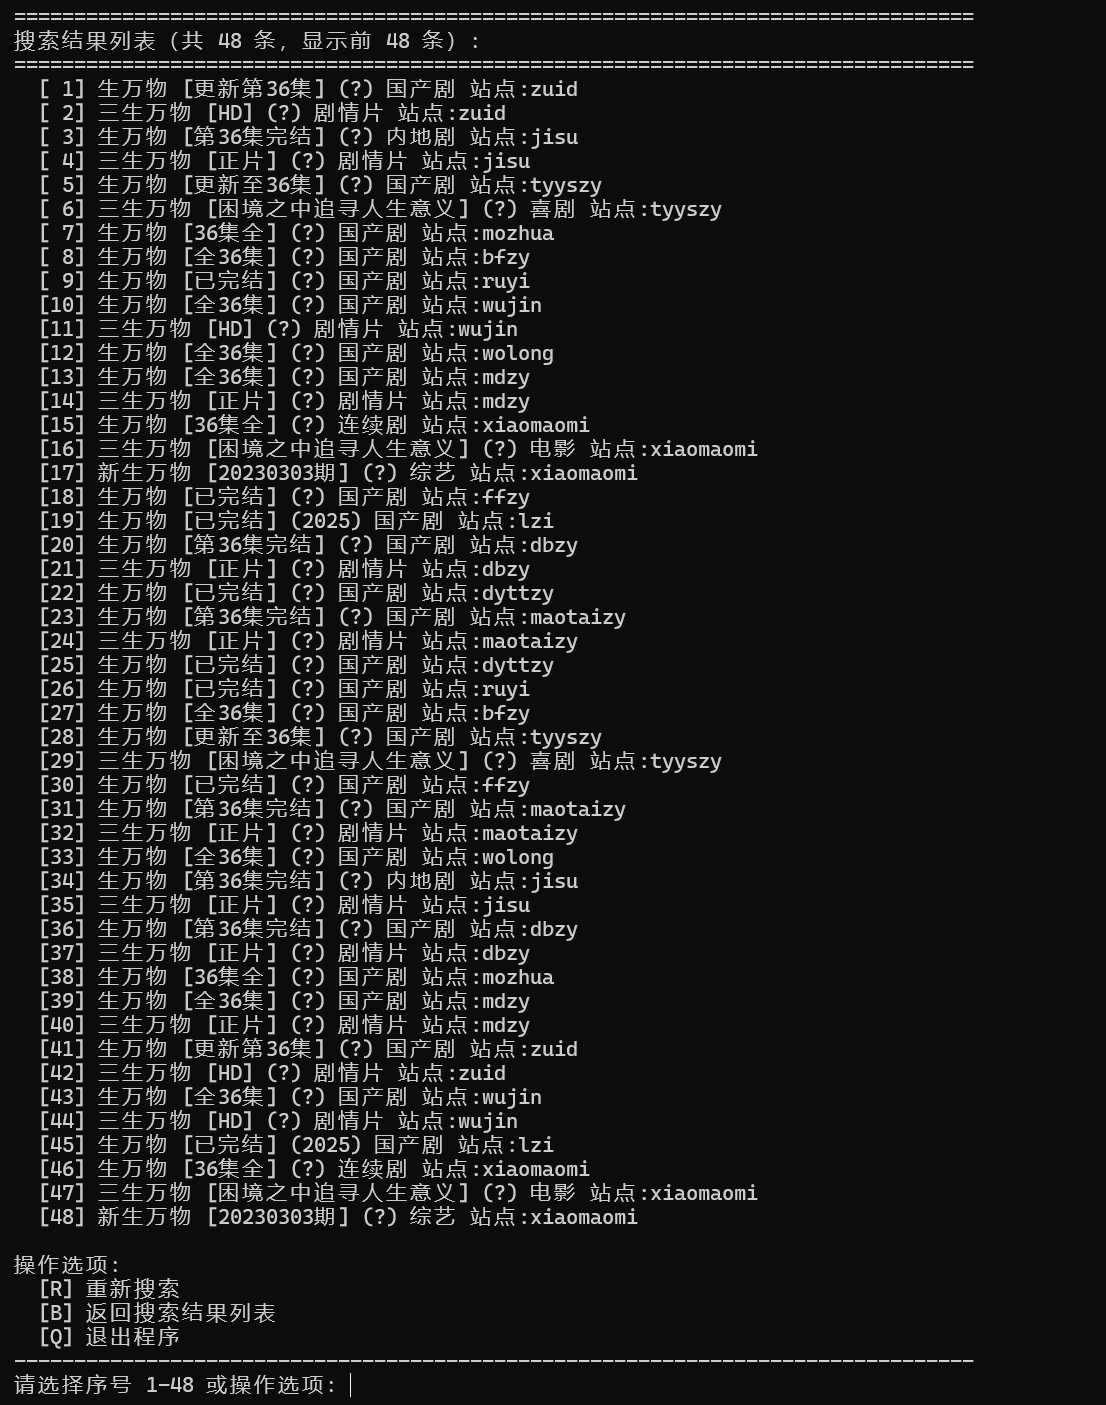 ================================================================================
搜索结果列表 (共 48 条, 显示前 48 条):
================================================================================
[ 1] 生万物 [更新第36集] (?) 国产剧 站点:zuid
[ 2] 三生万物 [HD] (?) 剧情片 站点:zuid
[ 3] 生万物 [第36集完结] (?) 内地剧 站点:jisu
[ 4] 三生万物 [正片] (?) 剧情片 站点:jisu
[ 5] 生万物 [更新至36集] (?) 国产剧 站点:tyyszy
[ 6] 三生万物 [困境之中追寻人生意义] (?) 喜剧 站点:tyyszy
[ 7] 生万物 [36集全] (?) 国产剧 站点:mozhua
[ 8] 生万物 [全36集] (?) 国产剧 站点:bfzy
[ 9] 生万物 [已完结] (?) 国产剧 站点:ruyi
[10] 生万物 [全36集] (?) 国产剧 站点:wujin
[11] 三生万物 [HD] (?) 剧情片 站点:wujin
[12] 生万物 [全36集] (?) 国产剧 站点:wolong
[13] 生万物 [全36集] (?) 国产剧 站点:mdzy
[14] 三生万物 [正片] (?) 剧情片 站点:mdzy
[15] 生万物 [36集全] (?) 连续剧 站点:xiaomaomi
[16] 三生万物 [困境之中追寻人生意义] (?) 电影 站点:xiaomaomi
[17] 新生万物 [20230303期] (?) 综艺 站点:xiaomaomi
[18] 生万物 [已完结] (?) 国产剧 站点:ffzy
[19] 生万物 [已完结] (2025) 国产剧 站点:lzi
[20] 生万物 [第36集完结] (?) 国产剧 站点:dbzy
[21] 三生万物 [正片] (?) 剧情片 站点:dbzy
[22] 生万物 [已完结] (?) 国产剧 站点:dyttzy
[23] 生万物 [第36集完结] (?) 国产剧 站点:maotaizy
[24] 三生万物 [正片] (?) 剧情片 站点:maotaizy
[25] 生万物 [已完结] (?) 国产剧 站点:dyttzy
[26] 生万物 [已完结] (?) 国产剧 站点:ruyi
[27] 生万物 [全36集] (?) 国产剧 站点:bfzy
[28] 生万物 [更新至36集] (?) 国产剧 站点:tyyszy
[29] 三生万物 [困境之中追寻人生意义] (?) 喜剧 站点:tyyszy
[30] 生万物 [已完结] (?) 国产剧 站点:ffzy
[31] 生万物 [第36集完结] (?) 国产剧 站点:maotaizy
[32] 三生万物 [正片] (?) 剧情片 站点:maotaizy
[33] 生万物 [全36集] (?) 国产剧 站点:wolong
[34] 生万物 [第36集完结] (?) 内地剧 站点:jisu
[35] 三生万物 [正片] (?) 剧情片 站点:jisu
[36] 生万物 [第36集完结] (?) 国产剧 站点:dbzy
[37] 三生万物 [正片] (?) 剧情片 站点:dbzy
[38] 生万物 [36集全] (?) 国产剧 站点:mozhua
[39] 生万物 [全36集] (?) 国产剧 站点:mdzy
[40] 三生万物 [正片] (?) 剧情片 站点:mdzy
[41] 生万物 [更新第36集] (?) 国产剧 站点:zuid
[42] 三生万物 [HD] (?) 剧情片 站点:zuid
[43] 生万物 [全36集] (?) 国产剧 站点:wujin
[44] 三生万物 [HD] (?) 剧情片 站点:wujin
[45] 生万物 [已完结] (2025) 国产剧 站点:lzi
[46] 生万物 [36集全] (?) 连续剧 站点:xiaomaomi
[47] 三生万物 [困境之中追寻人生意义] (?) 电影 站点:xiaomaomi
[48] 新生万物 [20230303期] (?) 综艺 站点:xiaomaomi
操作选项:
[R] 重新搜索
[B] 返回搜索结果列表
[Q] 退出程序
--------------------------------------------------------------------------------
请选择序号 1-48 或操作选项: